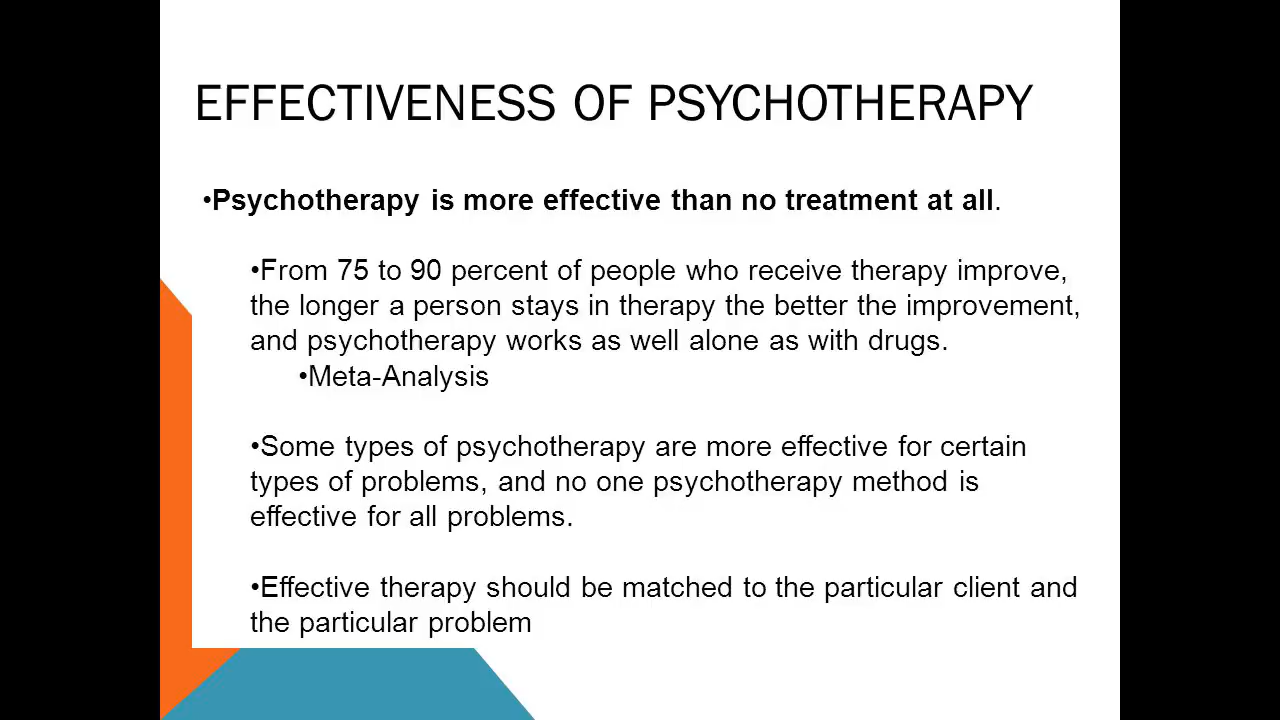 EFFECTIVENESS OF PSYCHOTHERAPY
•Psychotherapy is more effective than no treatment at all.
•From 75 to 90 percent of people who receive therapy improve,
the longer a person stays in therapy the better the improvement,
and psychotherapy works as well alone as with drugs.
•Meta-Analysis
•Some types of psychotherapy are more effective for certain
types of problems, and no one psychotherapy method is
effective for all problems.
•Effective therapy should be matched to the particular client and
the particular problem